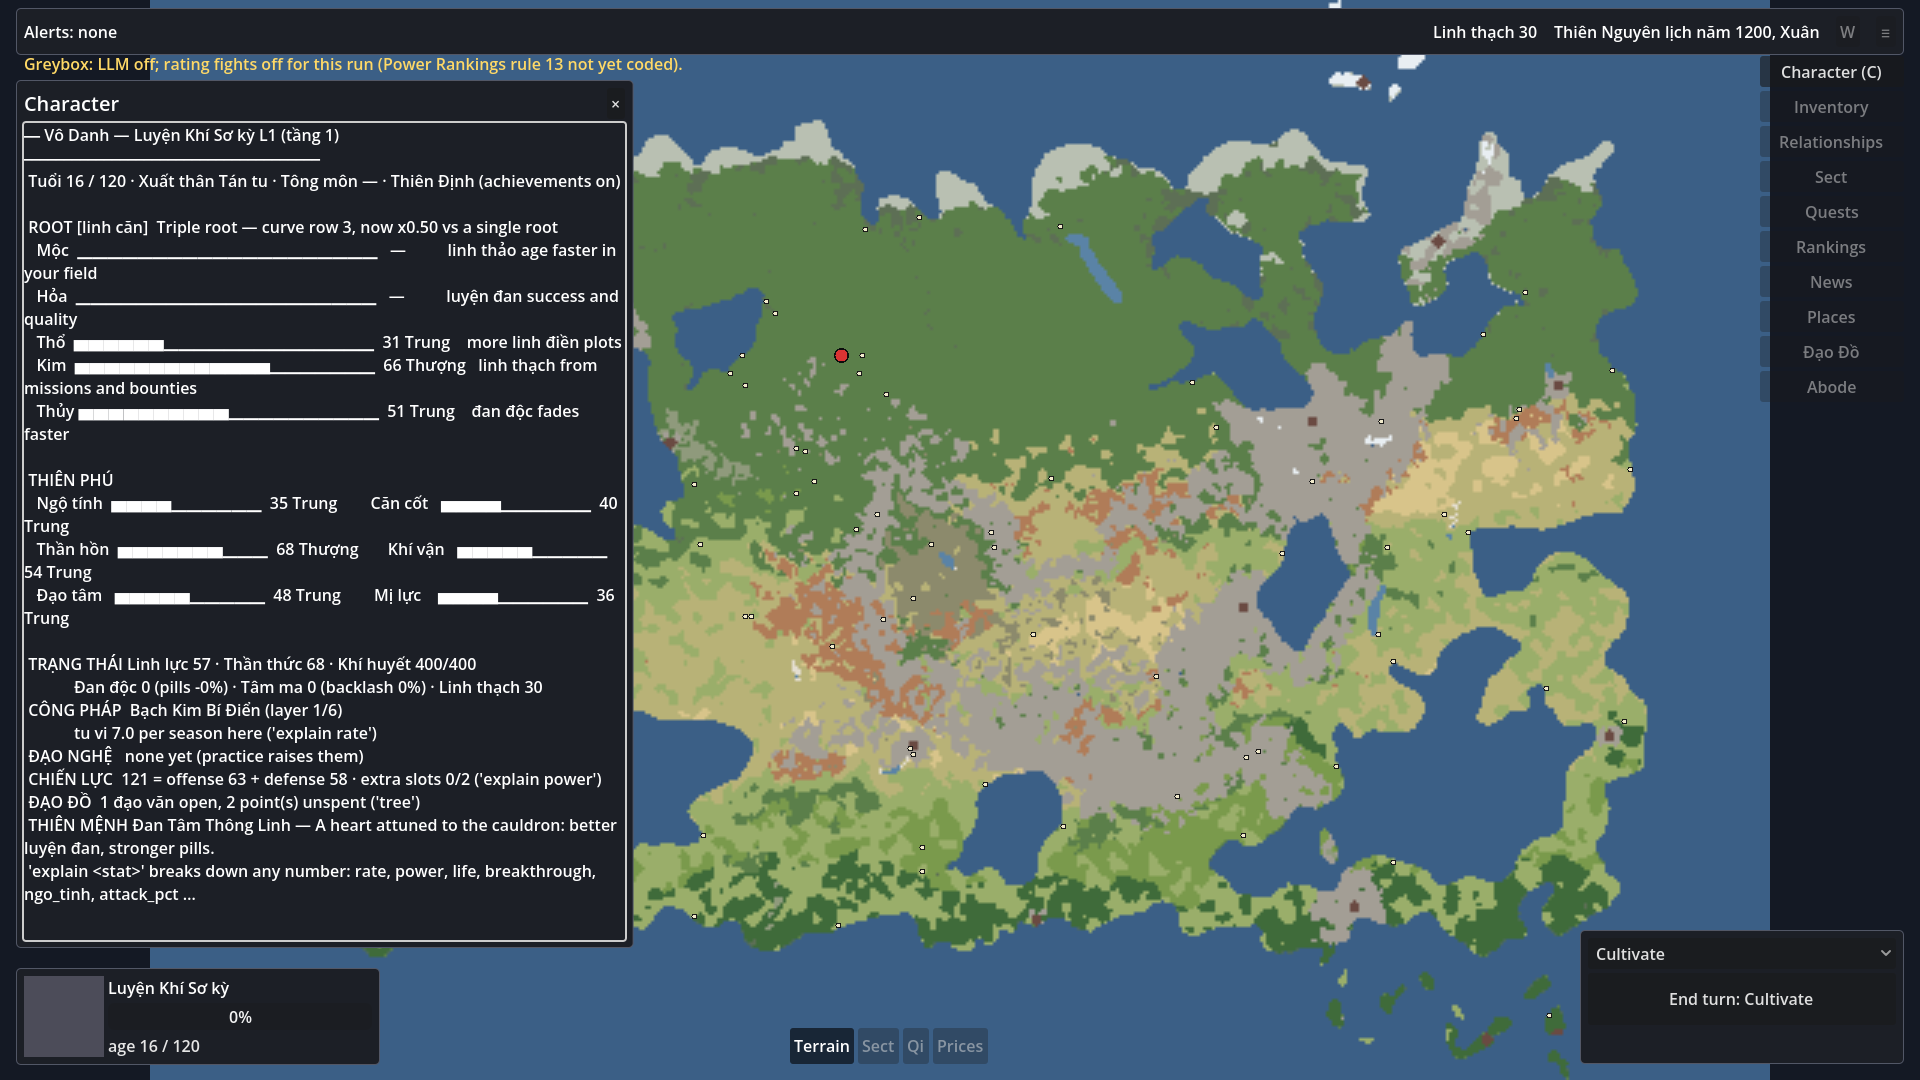 Alerts: none
Linh thạch 30 Thiên Nguyên lịch năm 1200, Xuân W ≡
Greybox: LLM off; rating fights off for this run (Power Rankings rule 13 not yet coded).
Character ×
— Vô Danh — Luyện Khí Sơ kỳ L1 (tầng 1)
Tuổi 16 / 120 · Xuất thân Tán tu · Tông môn — · Thiên Định (achievements on)
ROOT [linh căn] Triple root — curve row 3, now x0.50 vs a single root
Mộc — linh thảo age faster in
your field
Hỏa — luyện đan success and
quality
Thổ 31 Trung more linh điền plots
Kim 66 Thượng linh thạch from
missions and bounties
Thủy 51 Trung đan độc fades
faster
THIÊN PHÚ
Ngộ tính 35 Trung Căn cốt 40
Trung
Thần hồn 68 Thượng Khí vận
54 Trung
Đạo tâm 48 Trung Mị lực 36
Trung
TRẠNG THÁI Linh lực 57 · Thần thức 68 · Khí huyết 400/400
Đan độc 0 (pills -0%) · Tâm ma 0 (backlash 0%) · Linh thạch 30
CÔNG PHÁP Bạch Kim Bí Điển (layer 1/6)
tu vi 7.0 per season here ('explain rate')
ĐẠO NGHỆ none yet (practice raises them)
CHIẾN LỰC 121 = offense 63 + defense 58 · extra slots 0/2 ('explain power')
ĐẠO ĐỒ 1 đạo văn open, 2 point(s) unspent ('tree')
THIÊN MỆNH Đan Tâm Thông Linh — A heart attuned to the cauldron: better
luyện đan, stronger pills.
'explain <stat>' breaks down any number: rate, power, life, breakthrough,
ngo_tinh, attack_pct ...
Character (C)
Inventory
Relationships
Sect
Quests
Rankings
News
Places
Đạo Đồ
Abode
Luyện Khí Sơ kỳ
0%
age 16 / 120
Terrain Sect Qi Prices
Cultivate
End turn: Cultivate